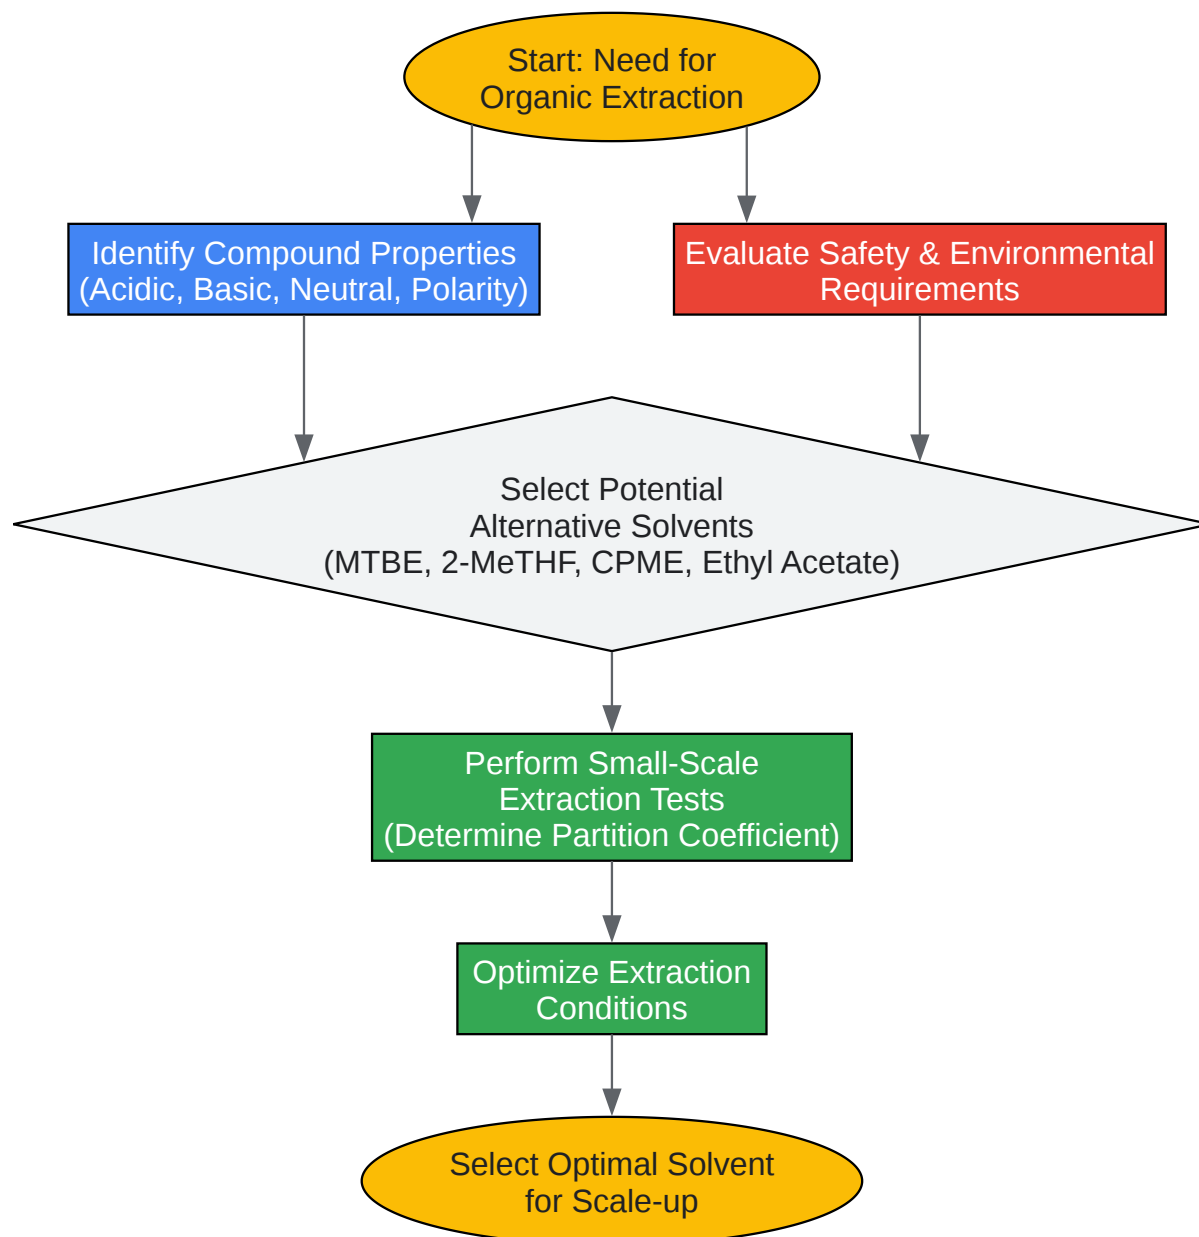 Start: Need for
Organic Extraction
Identify Compound Properties
(Acidic, Basic, Neutral, Polarity)
Evaluate Safety & Environmental
Requirements
Select Potential
Alternative Solvents
(MTBE, 2-MeTHF, CPME, Ethyl Acetate)
Perform Small-Scale
Extraction Tests
(Determine Partition Coefficient)
Optimize Extraction
Conditions
Select Optimal Solvent
for Scale-up